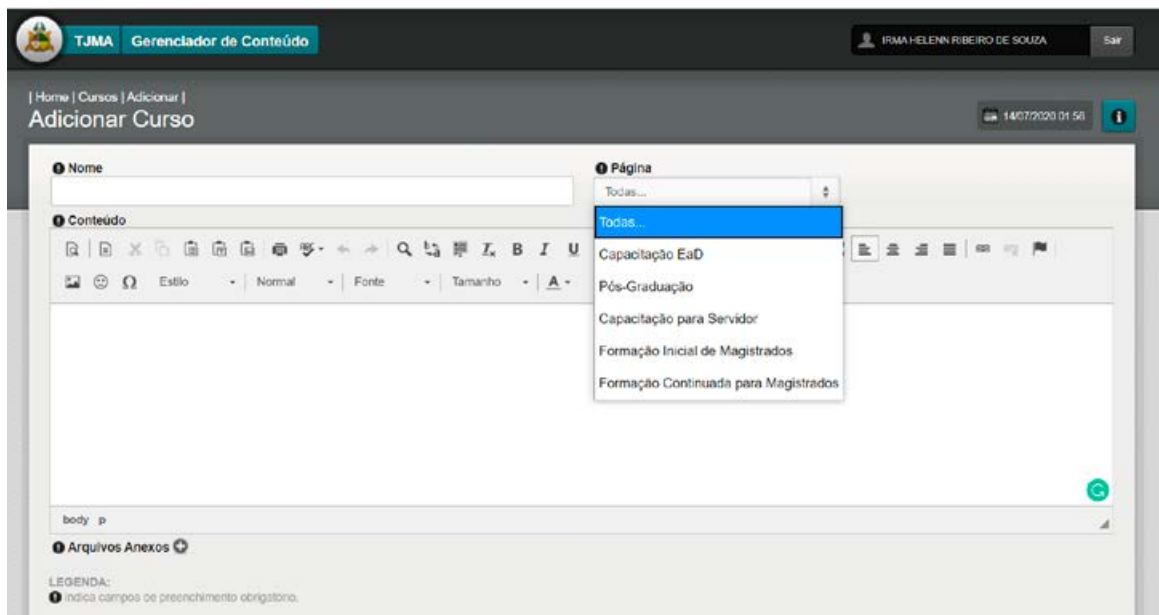 TJMA Gerenciador de Conteúdo
IRMA HELENN RIBEIRO DE SOUZA Sair
| Home | Cursos | Adicionar |
Adicionar Curso
14/07/2020 01:56
Nome
Página
Todas...
Todas...
Capacitação EaD
Pós-Graduação
Capacitação para Servidor
Formação Inicial de Magistrados
Formação Continuada para Magistrados
Conteúdo
B I U
Estilo Normal Fonte Tamanho A
body p
Arquivos Anexos
LEGENDA:
Indica campos de preenchimento obrigatório.